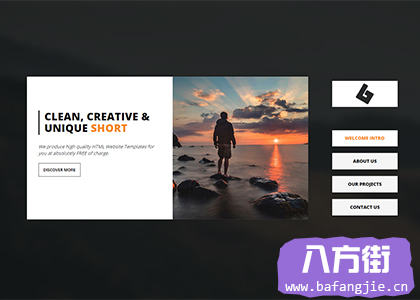 CLEAN, CREATIVE &
UNIQUE SHORT
We produce high quality HTML Website Templates for
you at absolutely FREE of charge.
DISCOVER MORE
WELCOME INTRO
ABOUT US
OUR PROJECTS
CONTACT US
八方街
www.bafangjie.cn